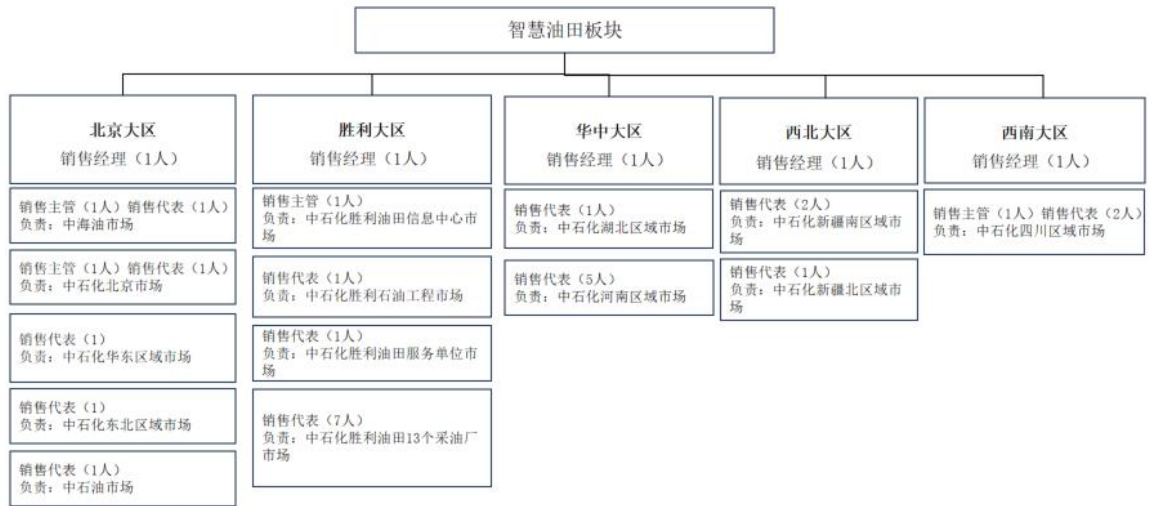 智慧油田板块
北京大区
销售经理（1人）
销售主管（1人）销售代表（1人）
负责：中海油市场
销售主管（1人）销售代表（1人）
负责：中石化北京市场
销售代表（1）
负责：中石化华东区域市场
销售代表（1）
负责：中石化东北区域市场
销售代表（1人）
负责：中石油市场
胜利大区
销售经理（1人）
销售主管（1人）
负责：中石化胜利油田信息中心市
场
销售代表（1人）
负责：中石化胜利石油工程市场
销售代表（1人）
负责：中石化胜利油田服务单位市
场
销售代表（7人）
负责：中石化胜利油田13个采油厂
市场
华中大区
销售经理（1人）
销售代表（1人）
负责：中石化湖北区域市场
销售代表（5人）
负责：中石化河南区域市场
西北大区
销售经理（1人）
销售代表（2人）
负责：中石化新疆南区域市
场
销售代表（1人）
负责：中石化新疆北区域市
场
西南大区
销售经理（1人）
销售主管（1人）销售代表（2人）
负责：中石化四川区域市场